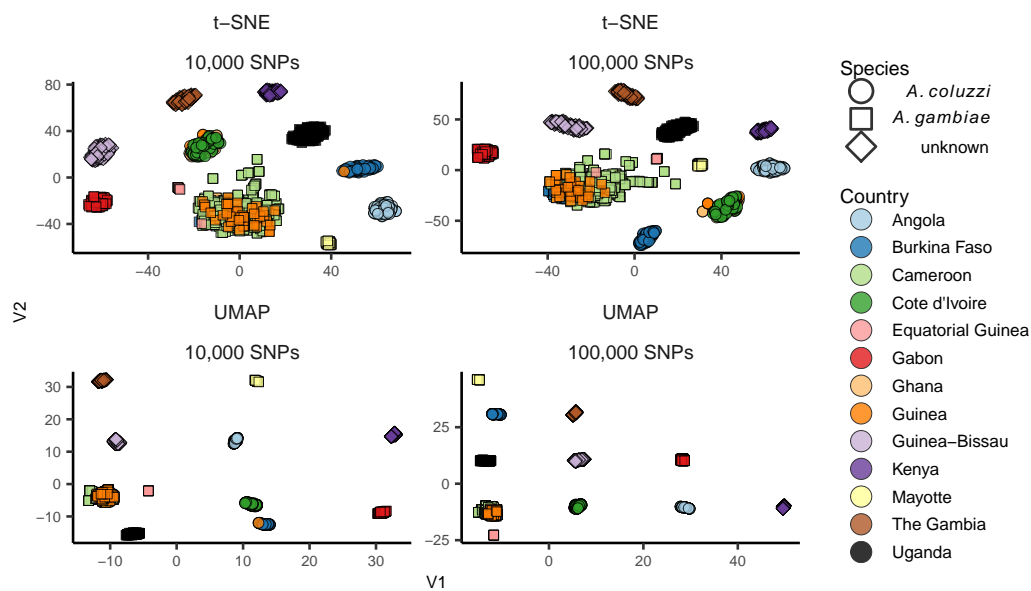 t−SNE
10,000 SNPs
80
40
0
−40
−40
0
40
t−SNE
100,000 SNPs
50
0
−50
−40
0
40
UMAP
10,000 SNPs
30
20
10
0
−10
−10
0
10
20
30
UMAP
100,000 SNPs
25
0
−25
0
20
40
V2
V1
Species
A. coluzzi
A. gambiae
unknown
Country
Angola
Burkina Faso
Cameroon
Cote d'Ivoire
Equatorial Guinea
Gabon
Ghana
Guinea
Guinea−Bissau
Kenya
Mayotte
The Gambia
Uganda